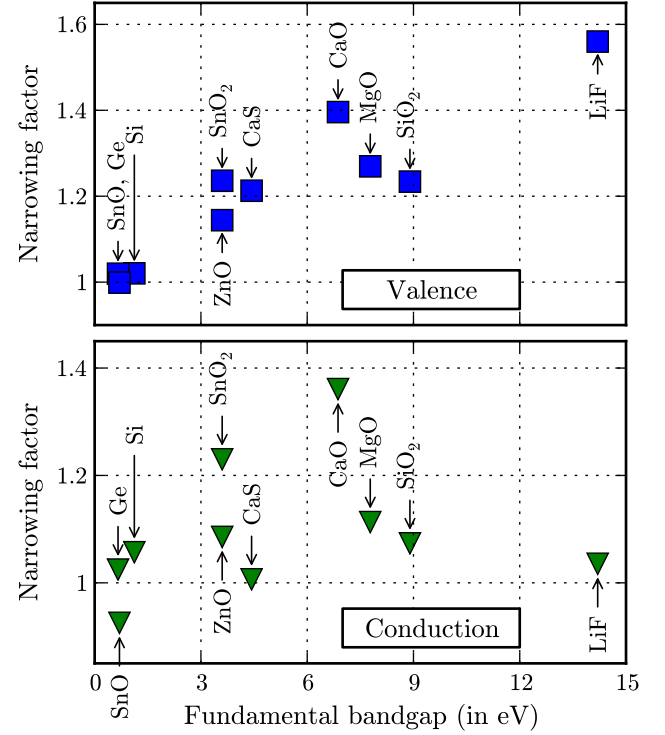 1.6
1.4
1.2
1
Narrowing factor
SnO, Ge
Si
SnO₂
ZnO
CaS
CaO
MgO
SiO₂
LiF
Valence
1.4
1.2
1
Narrowing factor
Ge
Si
SnO
SnO₂
ZnO
CaS
CaO
MgO
SiO₂
LiF
Conduction
0 3 6 9 12 15
Fundamental bandgap (in eV)